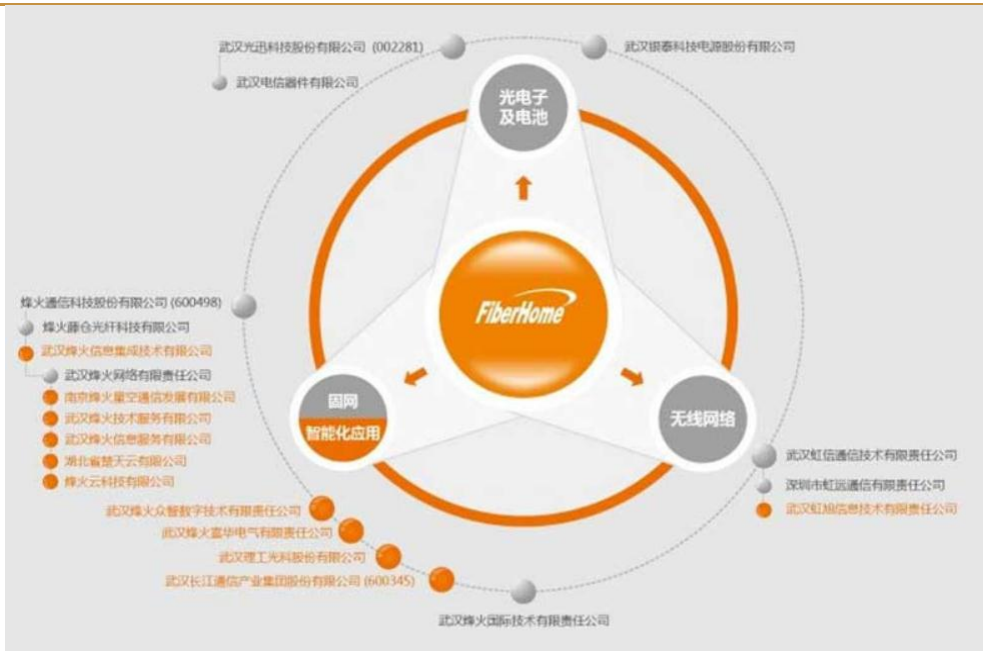 武汉光迅科技股份有限公司 (002281)
武汉银泰科技电源股份有限公司
武汉电信器件有限公司
光电子
及电池
FiberHome
烽火通信科技股份有限公司 (600498)
烽火藤仓光纤科技有限公司
武汉烽火信息集成技术有限公司
武汉烽火网络有限责任公司
南京烽火星空通信发展有限公司
武汉烽火技术服务有限公司
武汉烽火信息服务有限公司
湖北省楚天云有限公司
烽火云科技有限公司
固网
智能化应用
无线网络
武汉虹信通信技术有限责任公司
深圳市虹远通信有限责任公司
武汉虹旭信息技术有限责任公司
武汉烽火众智数字技术有限责任公司
武汉烽火富华电气有限责任公司
武汉理工光科股份有限公司
武汉长江通信产业集团股份有限公司 (600345)
武汉烽火国际技术有限责任公司